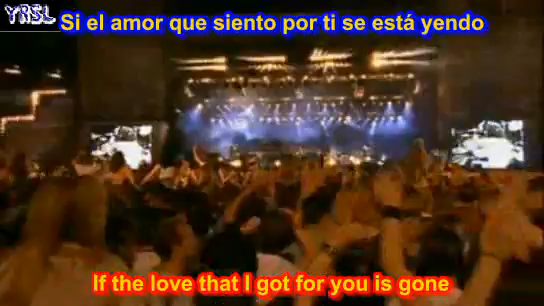 YRSL
Si el amor que siento por ti se está yendo
If the love that I got for you is gone